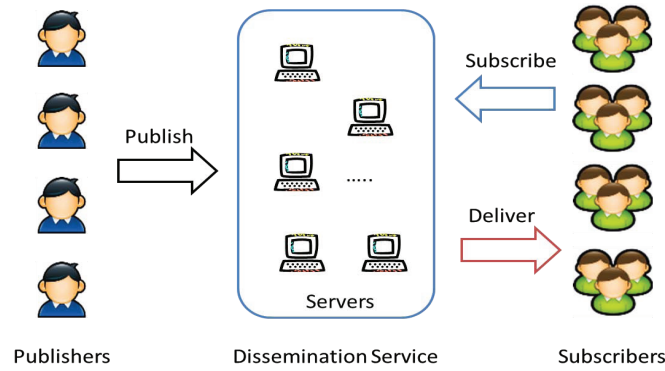 Subscribe
Publish
.....
Deliver
Servers
Publishers Dissemination Service Subscribers